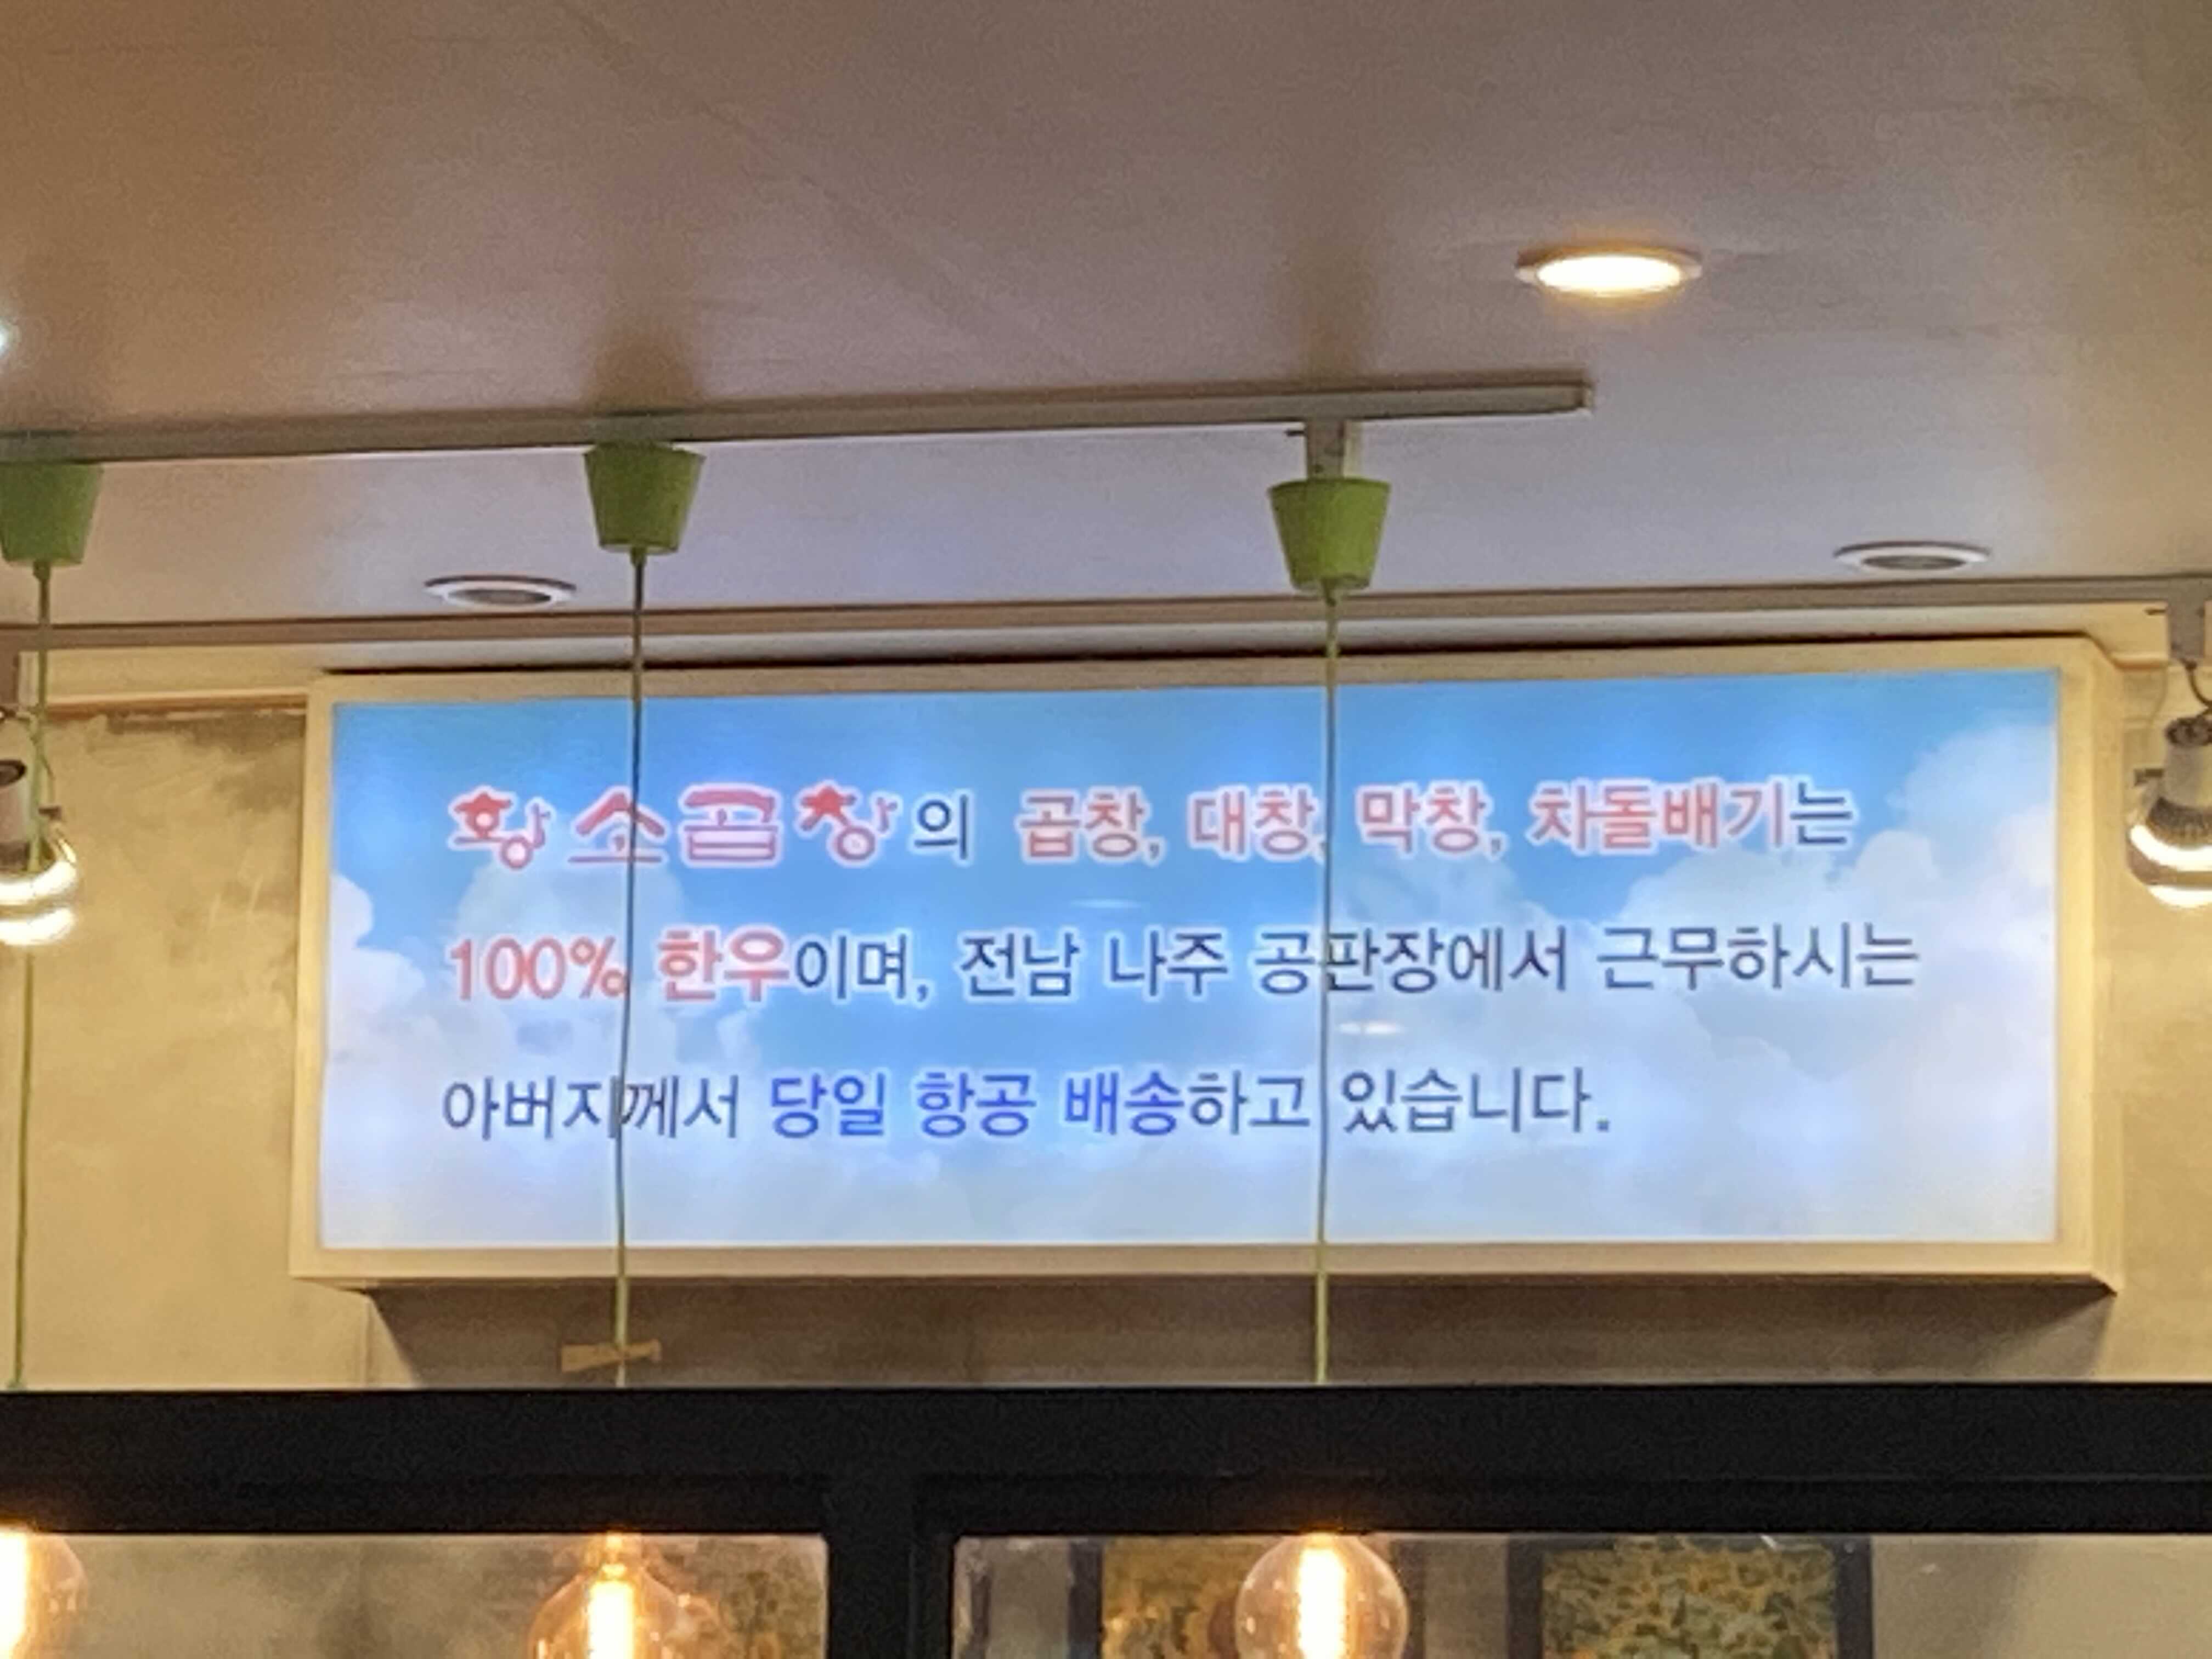 황소곱창의 곱창, 대창, 막창, 차돌배기는
100% 한우이며, 전남 나주 공판장에서 근무하시는
아버지께서 당일 항공 배송하고 있습니다.